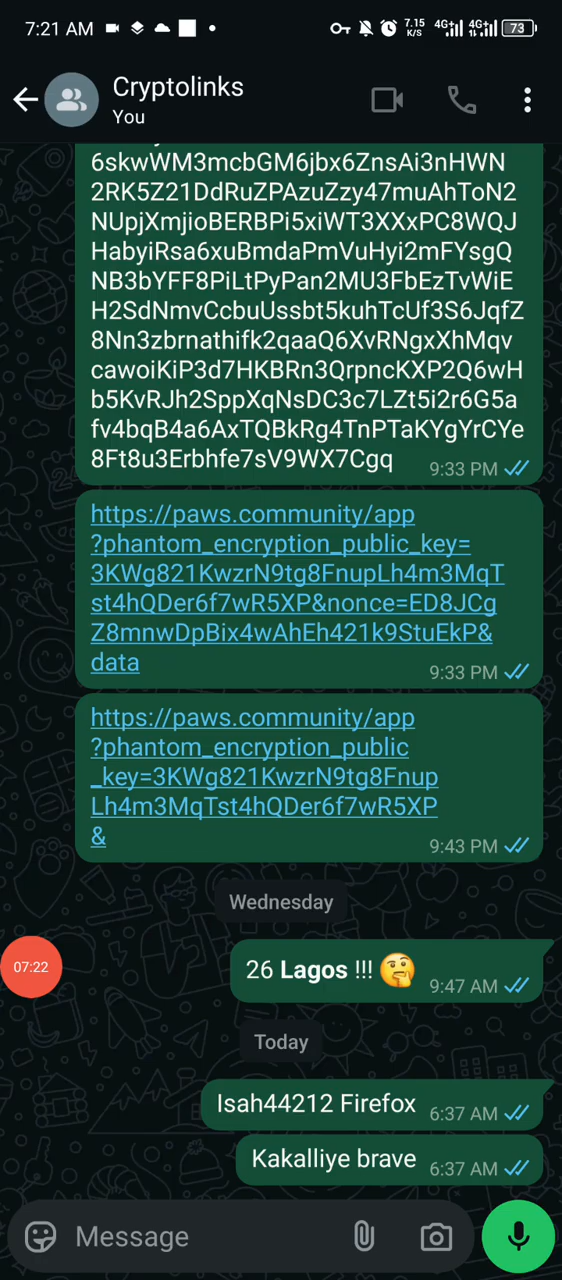 7:21 AM
7.15 K/S 4G+ 4G+ 73
Cryptolinks
You
6skwWM3mcbGM6jbx6ZnsAi3nHWN
2RK5Z21DdRuZPAzuZzy47muAhToN2
NUpjXmjioBERBPi5xiWT3XXxPC8WQJ
HabyiRsa6xuBmdaPmVuHyi2mFYsgQ
NB3bYFF8PiLtPyPan2MU3FbEzTvWiE
H2SdNmvCcbuUssbt5kuhTcUf3S6JqfZ
8Nn3zbrnathifk2qaaQ6XvRNgxXhMqv
cawoiKiP3d7HKBRn3QrpncKXP2Q6wH
b5KvRJh2SppXqNsDC3c7LZt5i2r6G5a
fv4bqB4a6AxTQBkRg4TnPTaKYgYrCYe
8Ft8u3Erbhfe7sV9WX7Cgq 9:33 PM
https://paws.community/app
?phantom_encryption_public_key=
3KWg821KwzrN9tg8FnupLh4m3MqT
st4hQDer6f7wR5XP&nonce=ED8JCg
Z8mnwDpBix4wAhEh421k9StuEkP&
data 9:33 PM
https://paws.community/app
?phantom_encryption_public
_key=3KWg821KwzrN9tg8Fnup
Lh4m3MqTst4hQDer6f7wR5XP
& 9:43 PM
Wednesday
07:22
26 Lagos !!! 🤔 9:47 AM
Today
Isah44212 Firefox 6:37 AM
Kakalliye brave 6:37 AM
Message